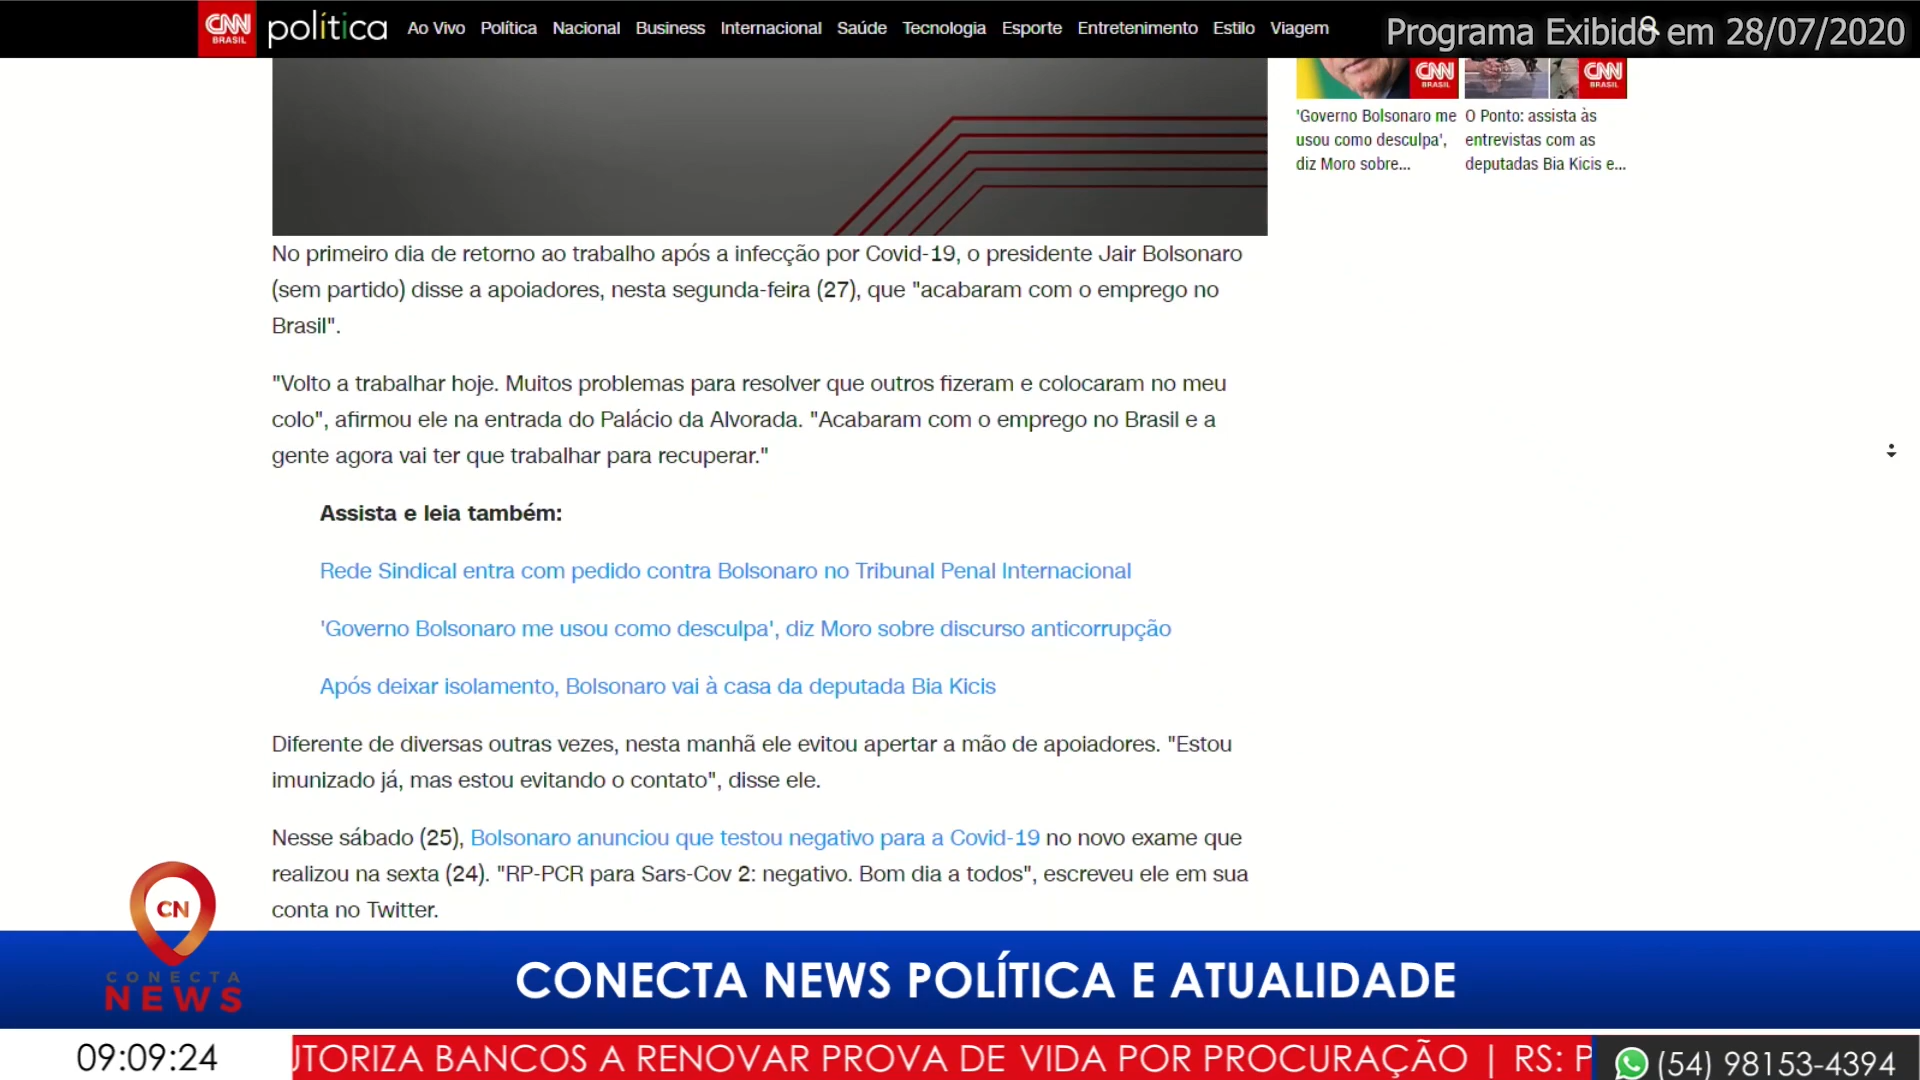 CNN BRASIL política Ao Vivo Política Nacional Business Internacional Saúde Tecnologia Esporte Entretenimento Estilo Viagem
Programa Exibido em 28/07/2020
CNN BRASIL
CNN BRASIL
'Governo Bolsonaro me
usou como desculpa',
diz Moro sobre...
O Ponto: assista às
entrevistas com as
deputadas Bia Kicis e...
No primeiro dia de retorno ao trabalho após a infecção por Covid-19, o presidente Jair Bolsonaro
(sem partido) disse a apoiadores, nesta segunda-feira (27), que "acabaram com o emprego no
Brasil".
"Volto a trabalhar hoje. Muitos problemas para resolver que outros fizeram e colocaram no meu
colo", afirmou ele na entrada do Palácio da Alvorada. "Acabaram com o emprego no Brasil e a
gente agora vai ter que trabalhar para recuperar."
Assista e leia também:
Rede Sindical entra com pedido contra Bolsonaro no Tribunal Penal Internacional
'Governo Bolsonaro me usou como desculpa', diz Moro sobre discurso anticorrupção
Após deixar isolamento, Bolsonaro vai à casa da deputada Bia Kicis
Diferente de diversas outras vezes, nesta manhã ele evitou apertar a mão de apoiadores. "Estou
imunizado já, mas estou evitando o contato", disse ele.
Nesse sábado (25), Bolsonaro anunciou que testou negativo para a Covid-19 no novo exame que
realizou na sexta (24). "RP-PCR para Sars-Cov 2: negativo. Bom dia a todos", escreveu ele em sua
conta no Twitter.
CN
CONECTA
NEWS
CONECTA NEWS POLÍTICA E ATUALIDADE
09:09:24
UTORIZA BANCOS A RENOVAR PROVA DE VIDA POR PROCURAÇÃO | RS: P
(54) 98153-4394